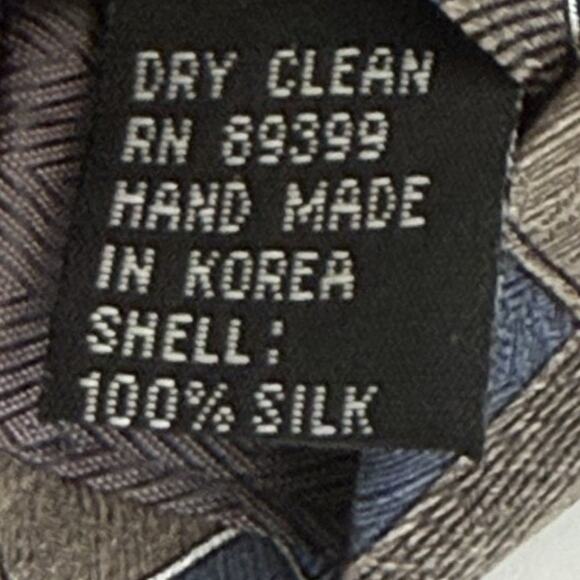 DRY CLEAN
RN 89399
HAND MADE
IN KOREA
SHELL:
100% SILK